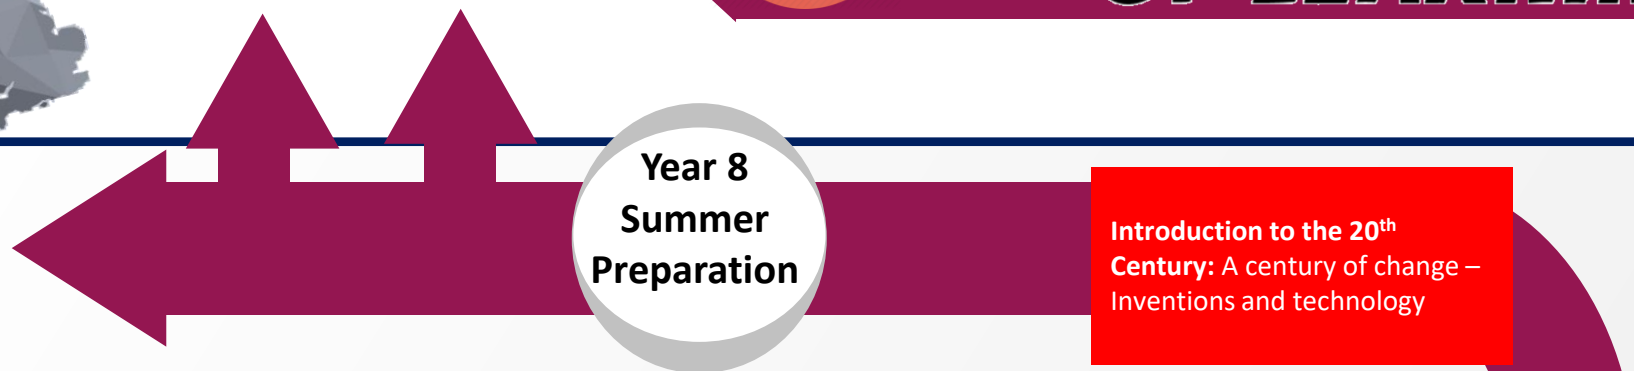 Year 8
Summer
Preparation
Introduction to the 20th
Century: A century of change –
Inventions and technology